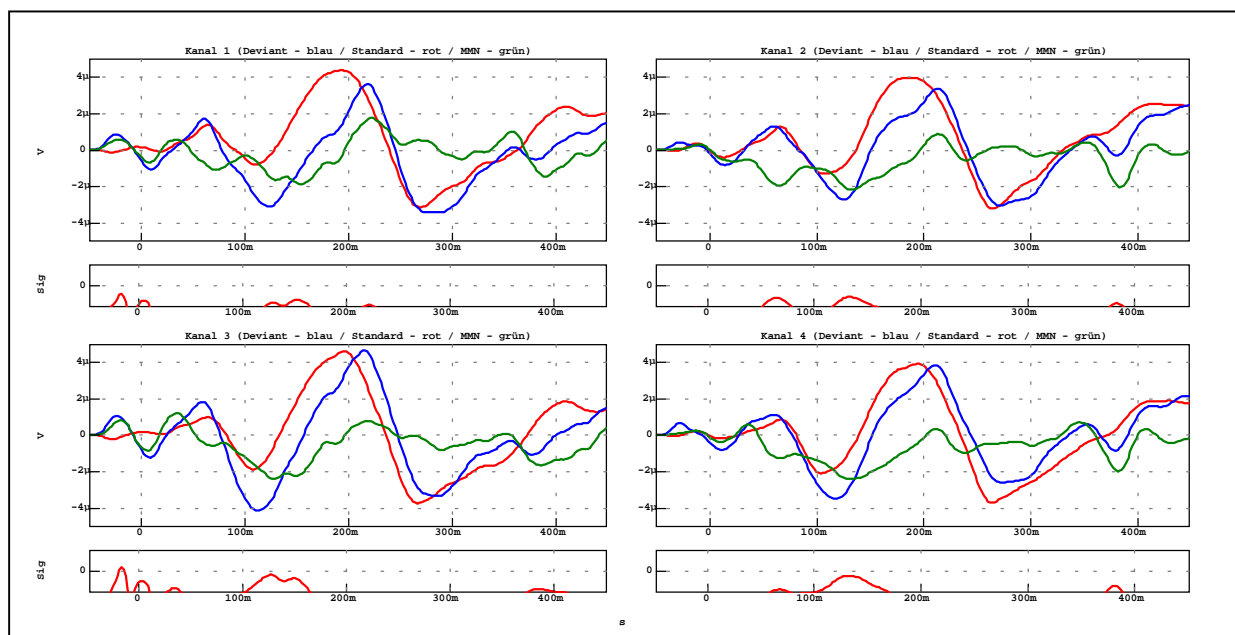 Kanal 1 (Deviant - blau / Standard - rot / MMN - grün)
4µ
2µ
0
-2µ
-4µ
V
0 100m 200m 300m 400m
Sig
0
0 100m 200m 300m 400m
Kanal 2 (Deviant - blau / Standard - rot / MMN - grün)
4µ
2µ
0
-2µ
-4µ
0 100m 200m 300m 400m
0
0 100m 200m 300m 400m
Kanal 3 (Deviant - blau / Standard - rot / MMN - grün)
4µ
2µ
0
-2µ
-4µ
V
0 100m 200m 300m 400m
Sig
0
0 100m 200m 300m 400m
Kanal 4 (Deviant - blau / Standard - rot / MMN - grün)
4µ
2µ
0
-2µ
-4µ
0 100m 200m 300m 400m
0
0 100m 200m 300m 400m
s